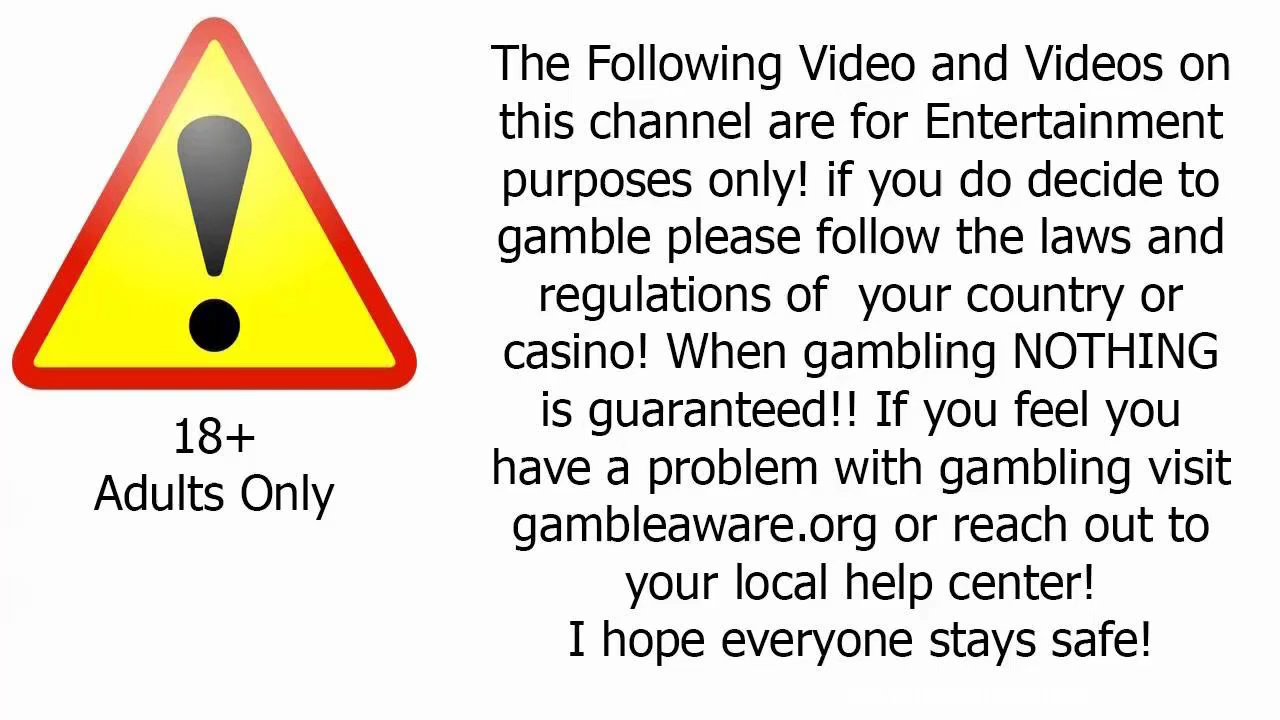 18+
Adults Only
The Following Video and Videos on
this channel are for Entertainment
purposes only! if you do decide to
gamble please follow the laws and
regulations of  your country or
casino! When gambling NOTHING
is guaranteed!! If you feel you
have a problem with gambling visit
gambleaware.org or reach out to
your local help center!
I hope everyone stays safe!